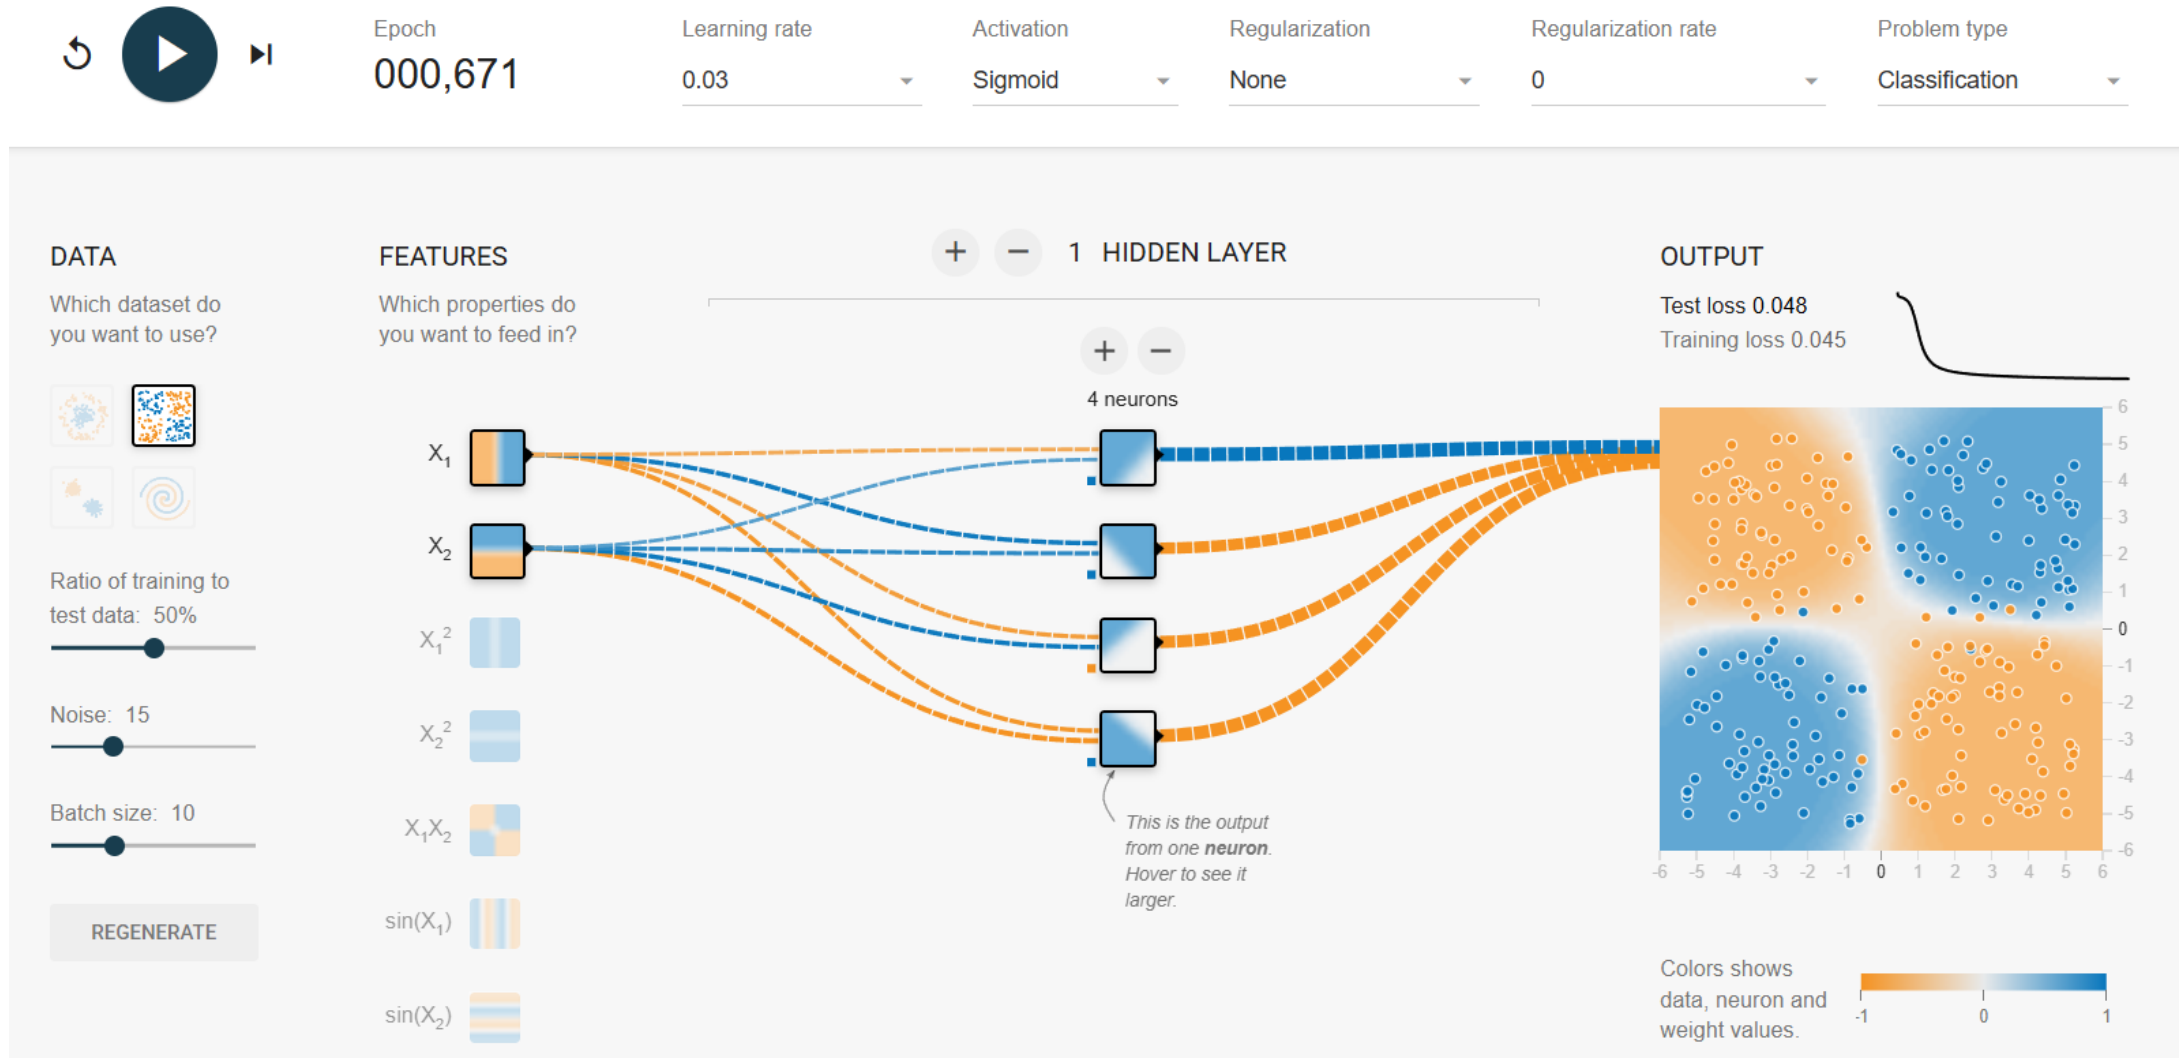 Epoch
000,671
Learning rate
0.03
Activation
Sigmoid
Regularization
None
Regularization rate
0
Problem type
Classification
DATA
Which dataset do
you want to use?
Ratio of training to
test data: 50%
Noise: 15
Batch size: 10
REGENERATE
FEATURES
Which properties do
you want to feed in?
X1
X2
X1²
X2²
X1X2
sin(X1)
sin(X2)
1 HIDDEN LAYER
4 neurons
This is the output
from one neuron.
Hover to see it
larger.
OUTPUT
Test loss 0.048
Training loss 0.045
6
5
4
3
2
1
0
-1
-2
-3
-4
-5
-6
-6 -5 -4 -3 -2 -1 0 1 2 3 4 5 6
Colors shows
data, neuron and
weight values.
-1 0 1